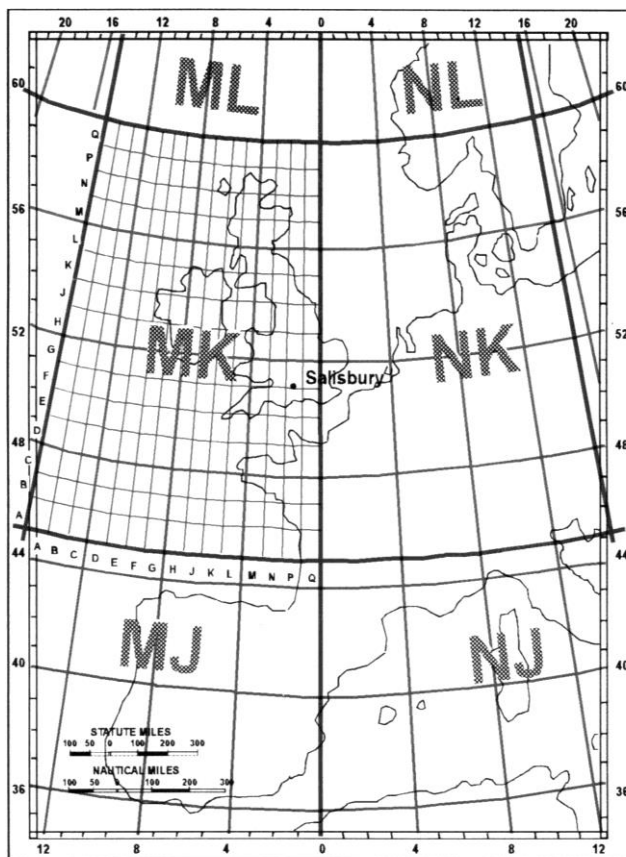 20 16 12 8 4 0 4 8 12 16 20
ML NL
60 60
Q
P
N
56 M 56
L
K
J
52 H 52
MK NK
G
F
Salisbury
E
D
48 48
C
B
A
44 A B C D E F G H J K L M N P Q 44
MJ NJ
40 40
STATUTE MILES
100 50 0 100 200 300
NAUTICAL MILES
100 50 0 100 200 300
36 36
12 8 4 0 4 8 12